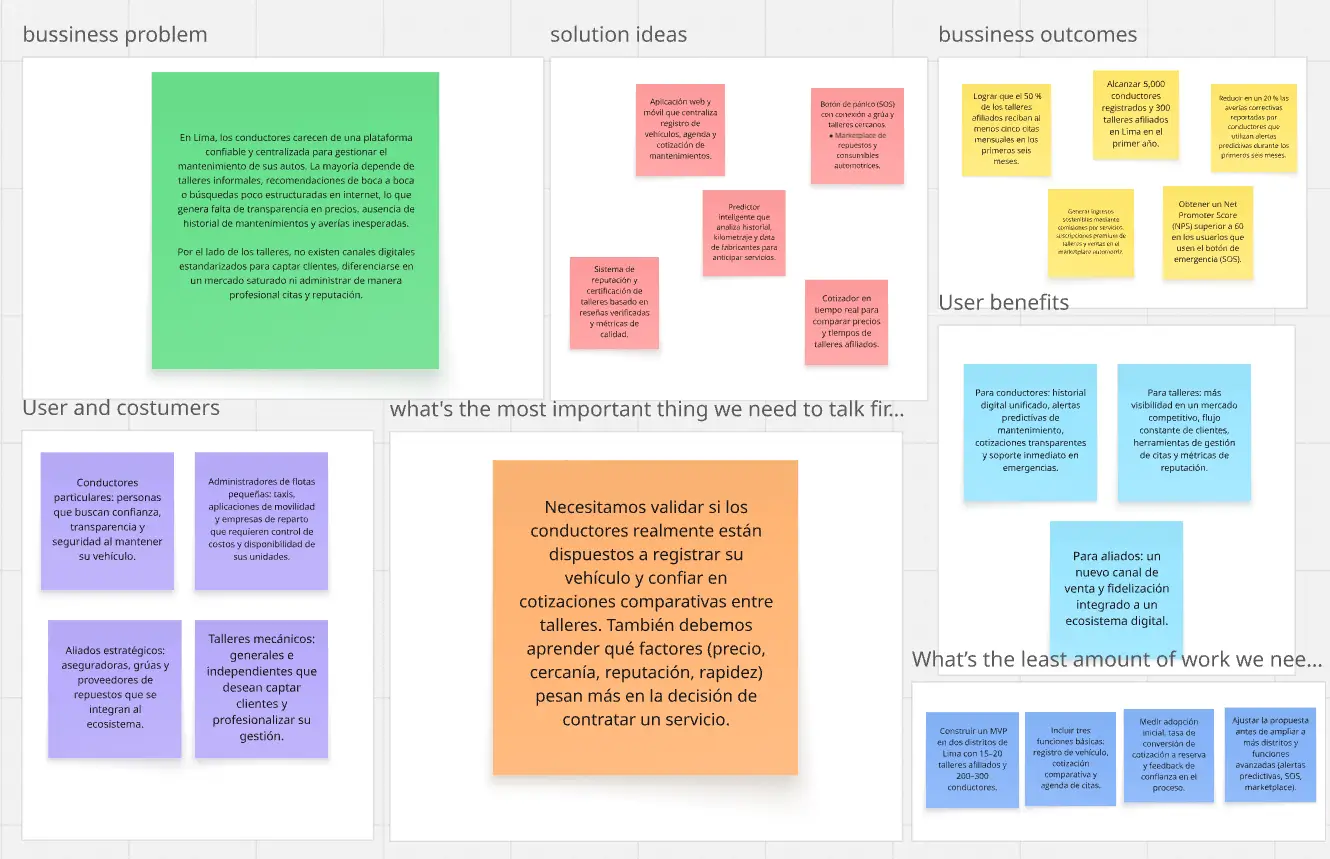 bussiness problem
En Lima, los conductores carecen de una plataforma
confiable y centralizada para gestionar el
mantenimiento de sus autos. La mayoría depende de
talleres informales, recomendaciones de boca a boca
o búsquedas poco estructuradas en internet, lo que
genera falta de transparencia en precios, ausencia de
historial de mantenimientos y averías inesperadas.
Por el lado de los talleres, no existen canales digitales
estandarizados para captar clientes, diferenciarse en
un mercado saturado ni administrar de manera
profesional citas y reputación.
solution ideas
Aplicación web y
móvil que centraliza
registro de
vehículos, agenda y
cotización de
mantenimientos.
Botón de pánico (SOS)
con conexión a grúa y
talleres cercanos.
• Marketplace de
repuestos y
consumibles
automotrices.
Predictor
inteligente que
analiza historial,
kilometraje y data
de fabricantes para
anticipar servicios.
Sistema de
reputación y
certificación de
talleres basado en
reseñas verificadas
y métricas de
calidad.
Cotizador en
tiempo real para
comparar precios
y tiempos de
talleres afiliados.
bussiness outcomes
Lograr que el 50 %
de los talleres
afiliados reciban al
menos cinco citas
mensuales en los
primeros seis
meses.
Alcanzar 5,000
conductores
registrados y 300
talleres afiliados
en Lima en el
primer año.
Reducir en un 20 % las
averías correctivas
reportadas por
conductores que
utilizan alertas
predictivas durante los
primeros seis meses.
Generar ingresos
sostenibles mediante
comisiones por servicios,
suscripciones premium de
talleres y ventas en el
marketplace automotriz.
Obtener un Net
Promoter Score
(NPS) superior a 60
en los usuarios que
usen el botón de
emergencia (SOS).
User benefits
Para conductores: historial
digital unificado, alertas
predictivas de
mantenimiento,
cotizaciones transparentes
y soporte inmediato en
emergencias.
Para talleres: más
visibilidad en un mercado
competitivo, flujo
constante de clientes,
herramientas de gestión
de citas y métricas de
reputación.
Para aliados: un
nuevo canal de
venta y fidelización
integrado a un
ecosistema digital.
User and costumers
Conductores
particulares: personas
que buscan confianza,
transparencia y
seguridad al mantener
su vehículo.
Administradores de flotas
pequeñas: taxis,
aplicaciones de movilidad
y empresas de reparto
que requieren control de
costos y disponibilidad de
sus unidades.
Aliados estratégicos:
aseguradoras, grúas y
proveedores de
repuestos que se
integran al
ecosistema.
Talleres mecánicos:
generales e
independientes que
desean captar
clientes y
profesionalizar su
gestión.
what's the most important thing we need to talk fir...
Necesitamos validar si los
conductores realmente están
dispuestos a registrar su
vehículo y confiar en
cotizaciones comparativas entre
talleres. También debemos
aprender qué factores (precio,
cercanía, reputación, rapidez)
pesan más en la decisión de
contratar un servicio.
What's the least amount of work we nee...
Construir un MVP
en dos distritos de
Lima con 15–20
talleres afiliados y
200–300
conductores.
Incluir tres
funciones básicas:
registro de vehículo,
cotización
comparativa y
agenda de citas.
Medir adopción
inicial, tasa de
conversión de
cotización a reserva
y feedback de
confianza en el
proceso.
Ajustar la propuesta
antes de ampliar a
más distritos y
funciones
avanzadas (alertas
predictivas, SOS,
marketplace).